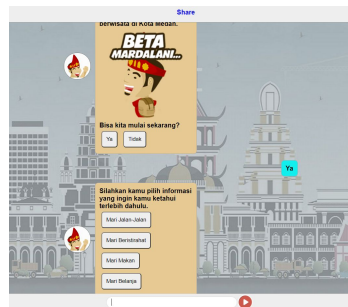 Share
berwisata di Kota Medan.
BETA
MARDALANI...
Bisa kita mulai sekarang?
Ya
Tidak
Ya
Silahkan kamu pilih informasi
yang ingin kamu ketahui
terlebih dahulu.
Mari Jalan-Jalan
Mari Beristirahat
Mari Makan
Mari Belanja